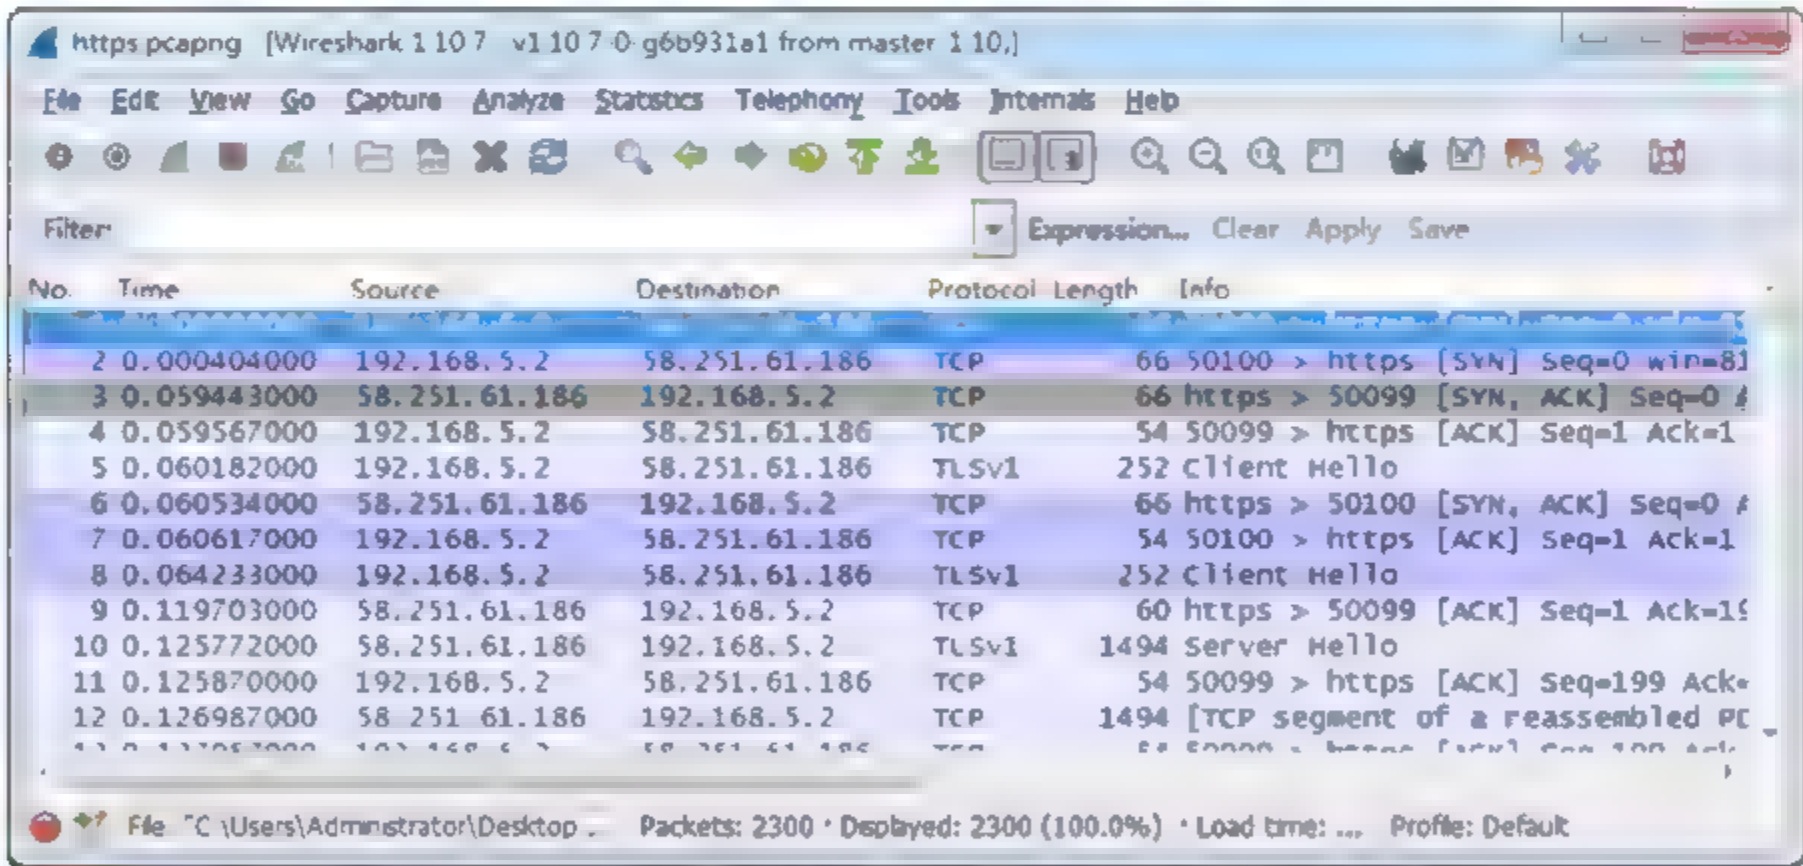 https.pcapng [Wireshark 1.10.7 v1.10.7-0-g6b931a1 from master-1.10.]
File Edit View Go Capture Analyze Statistics Telephony Tools Internals Help
Filter: Expression... Clear Apply Save
No. Time Source Destination Protocol Length Info
2 0.000404000 192.168.5.2 58.251.61.186 TCP 66 50100 > https [SYN] Seq=0 Win=81
3 0.059443000 58.251.61.186 192.168.5.2 TCP 66 https > 50099 [SYN, ACK] Seq=0
4 0.059567000 192.168.5.2 58.251.61.186 TCP 54 50099 > https [ACK] Seq=1 Ack=1
5 0.060182000 192.168.5.2 58.251.61.186 TLSv1 252 Client Hello
6 0.060534000 58.251.61.186 192.168.5.2 TCP 66 https > 50100 [SYN, ACK] Seq=0
7 0.060617000 192.168.5.2 58.251.61.186 TCP 54 50100 > https [ACK] Seq=1 Ack=1
8 0.064233000 192.168.5.2 58.251.61.186 TLSv1 252 Client Hello
9 0.119703000 58.251.61.186 192.168.5.2 TCP 60 https > 50099 [ACK] Seq=1 Ack=19
10 0.125772000 58.251.61.186 192.168.5.2 TLSv1 1494 Server Hello
11 0.125870000 192.168.5.2 58.251.61.186 TCP 54 50099 > https [ACK] Seq=199 Ack=
12 0.126987000 58.251.61.186 192.168.5.2 TCP 1494 [TCP segment of a reassembled PD
File: "C:\Users\Administrator\Desktop... Packets: 2300 · Displayed: 2300 (100.0%) · Load time: ... Profile: Default